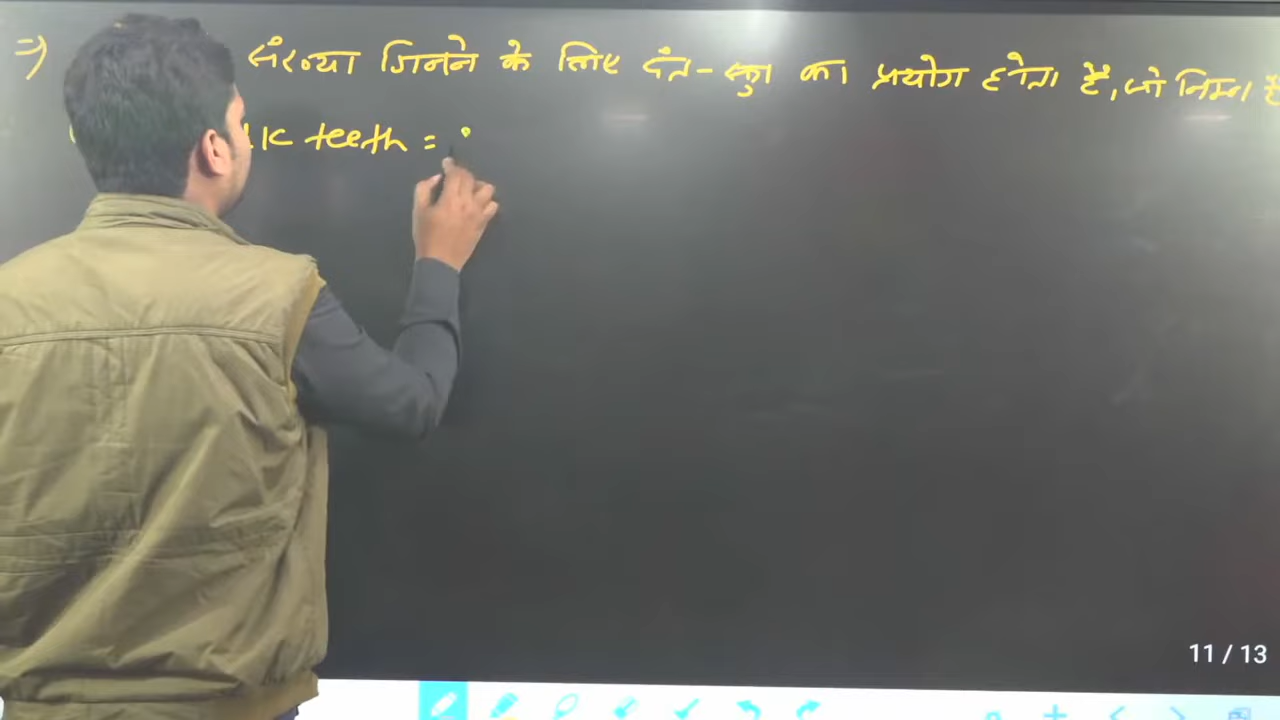 =) संख्या गिनने के लिए दंत-सूत्र का प्रयोग होता है, जो निम्न है
teeth =
11 / 13